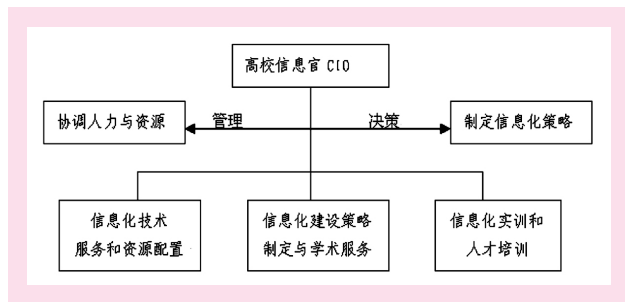 高校信息官CIO
协调人力与资源
管理
决策
制定信息化策略
信息化技术
服务和资源配置
信息化建设策略
制定与学术服务
信息化实训和
人才培训